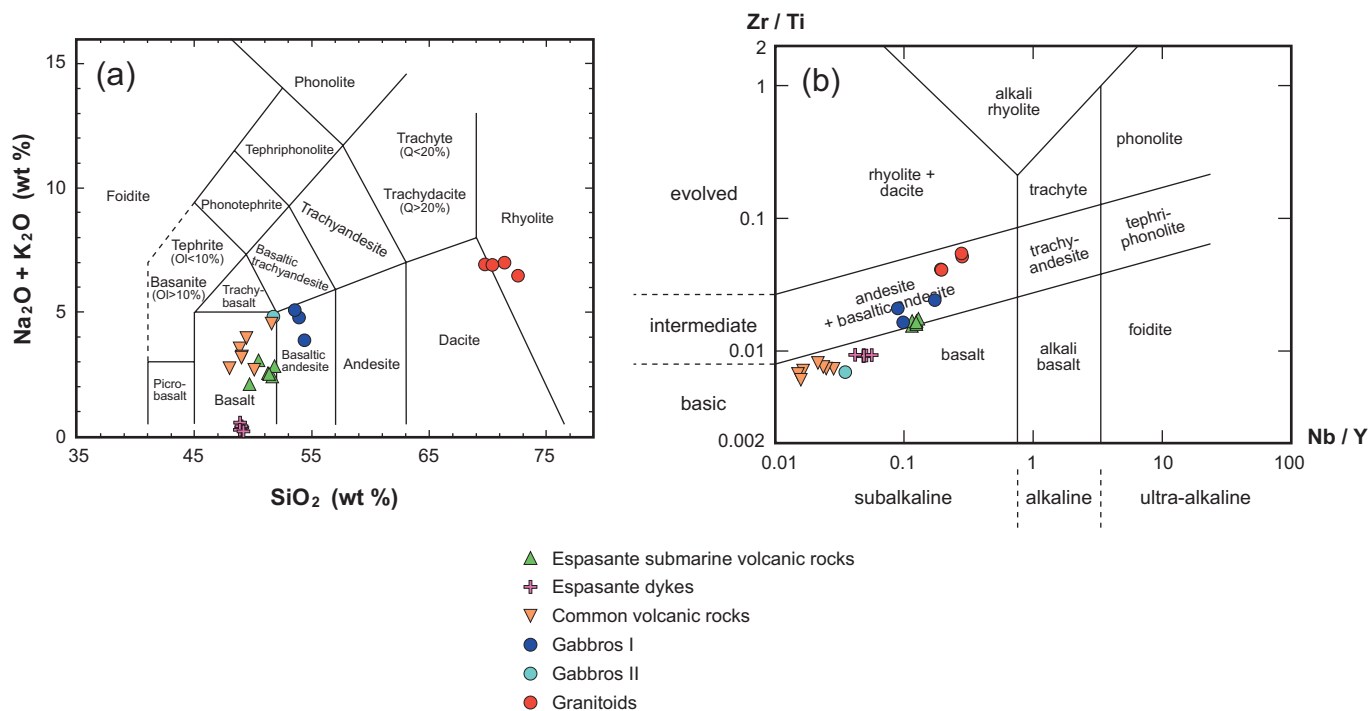 (a)
Na₂O + K₂O (wt %)
15
10
5
0
35
45
55
65
75
SiO₂ (wt %)
Phonolite
Trachyte
(Q<20%)
Tephriphonolite
Foidite
Trachydacite
(Q>20%)
Phonotephrite
Rhyolite
Trachyandesite
Tephrite
(Ol<10%)
Basaltic
trachyandesite
Basanite
(Ol>10%)
Trachy-
basalt
Picro-
basalt
Basalt
Basaltic
andesite
Andesite
Dacite
Zr / Ti
(b)
2
1
0.1
0.01
0.002
evolved
intermediate
basic
alkali
rhyolite
phonolite
rhyolite +
dacite
trachyte
tephri-
phonolite
trachy-
andesite
andesite
+ basaltic andesite
foidite
basalt
alkali
basalt
0.01
0.1
1
10
100
Nb / Y
subalkaline
alkaline
ultra-alkaline
Espasante submarine volcanic rocks
Espasante dykes
Common volcanic rocks
Gabbros I
Gabbros II
Granitoids